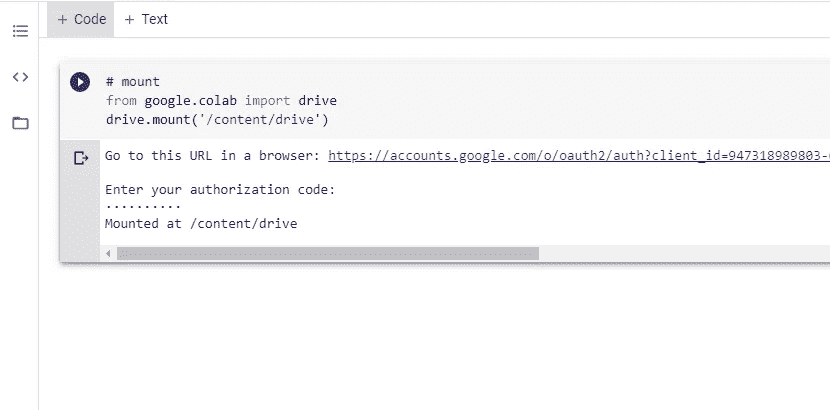 + Code + Text
# mount
from google.colab import drive
drive.mount('/content/drive')
Go to this URL in a browser: https://accounts.google.com/o/oauth2/auth?client_id=947318989803-
Enter your authorization code:
··········
Mounted at /content/drive